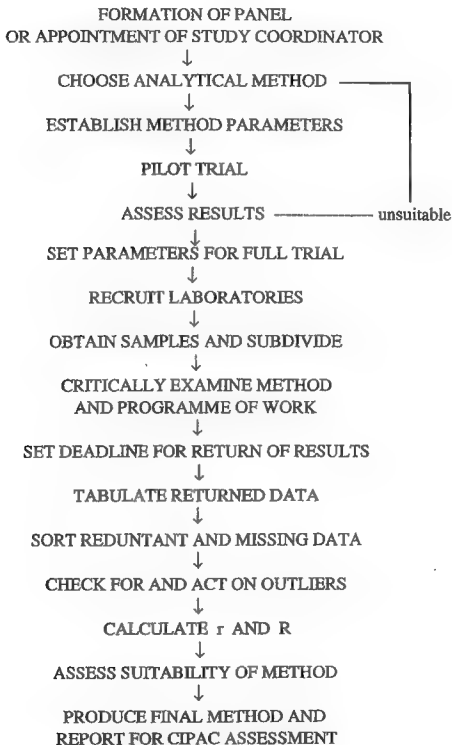 FORMATION OF PANEL
OR APPOINTMENT OF STUDY COORDINATOR
CHOOSE ANALYTICAL METHOD
ESTABLISH METHOD PARAMETERS
PILOT TRIAL
ASSESS RESULTS
unsuitable
SET PARAMETERS FOR FULL TRIAL
RECRUIT LABORATORIES
OBTAIN SAMPLES AND SUBDIVIDE
CRITICALLY EXAMINE METHOD
AND PROGRAMME OF WORK
SET DEADLINE FOR RETURN OF RESULTS
TABULATE RETURNED DATA
SORT REDUNTANT AND MISSING DATA
CHECK FOR AND ACT ON OUTLIERS
CALCULATE r AND R
ASSESS SUITABILITY OF METHOD
PRODUCE FINAL METHOD AND
REPORT FOR CIPAC ASSESSMENT